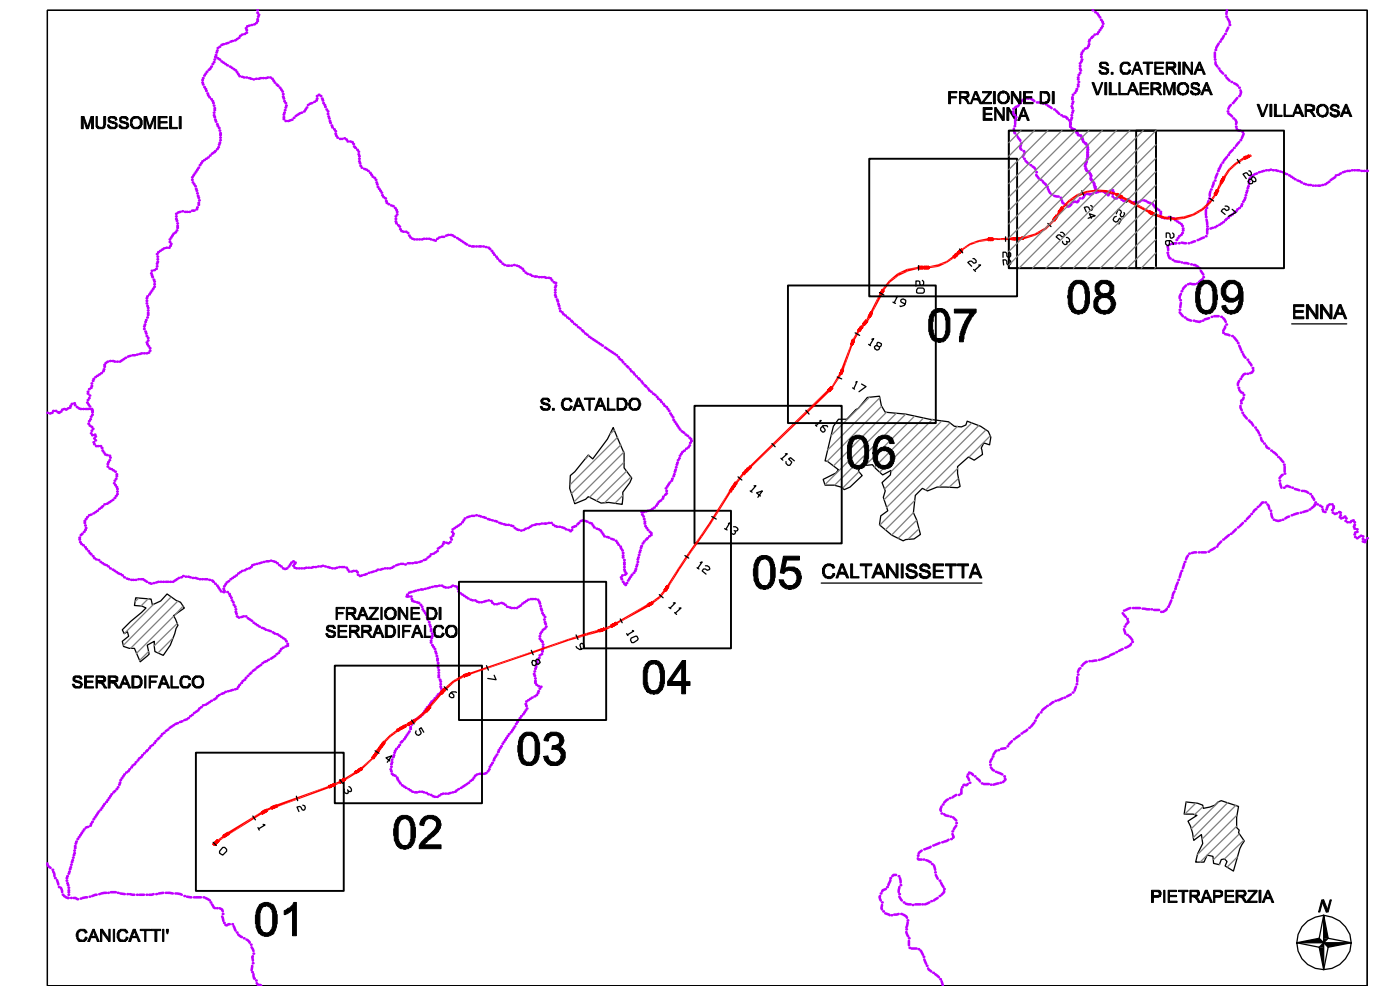 S. CATERINA
VILLAERMOSA
FRAZIONE DI
ENNA
VILLAROSA
MUSSOMELI
28
27
26
25
24
23
22
21
20
19
08
09
ENNA
07
18
17
S. CATALDO
16
06
15
14
13
12
05
CALTANISSETTA
11
10
9
8
7
6
5
4
3
2
1
0
FRAZIONE DI
SERRADIFALCO
SERRADIFALCO
04
03
02
01
PIETRAPERZIA
N
CANICATTI'